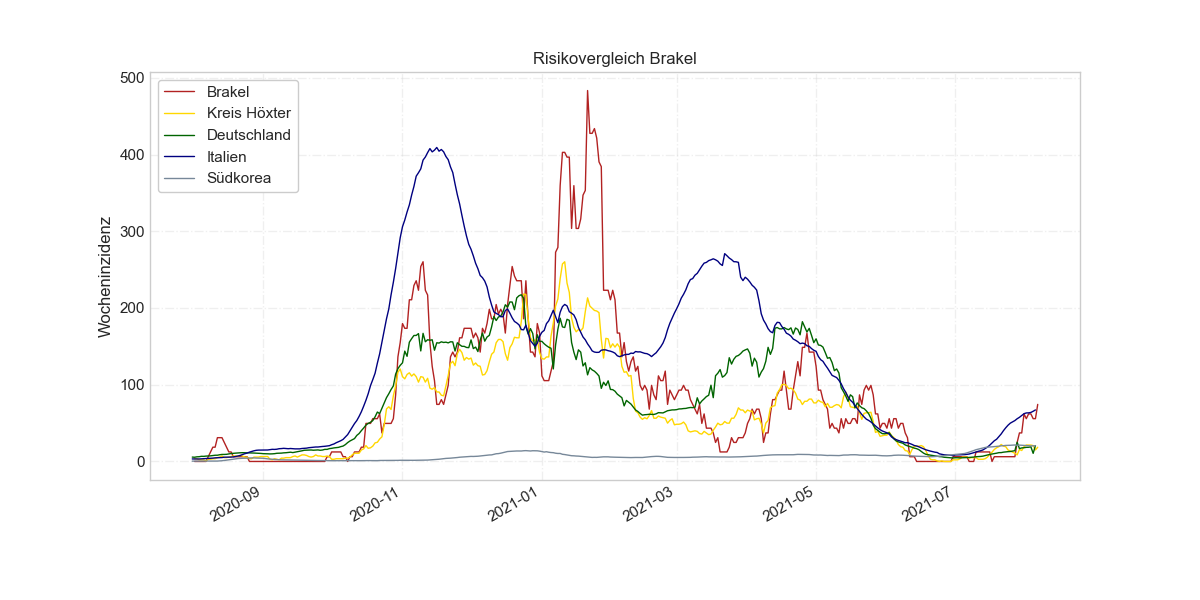 Risikovergleich Brakel
Wocheninzidenz
500
400
300
200
100
0
Brakel
Kreis Höxter
Deutschland
Italien
Südkorea
2020-09
2020-11
2021-01
2021-03
2021-05
2021-07